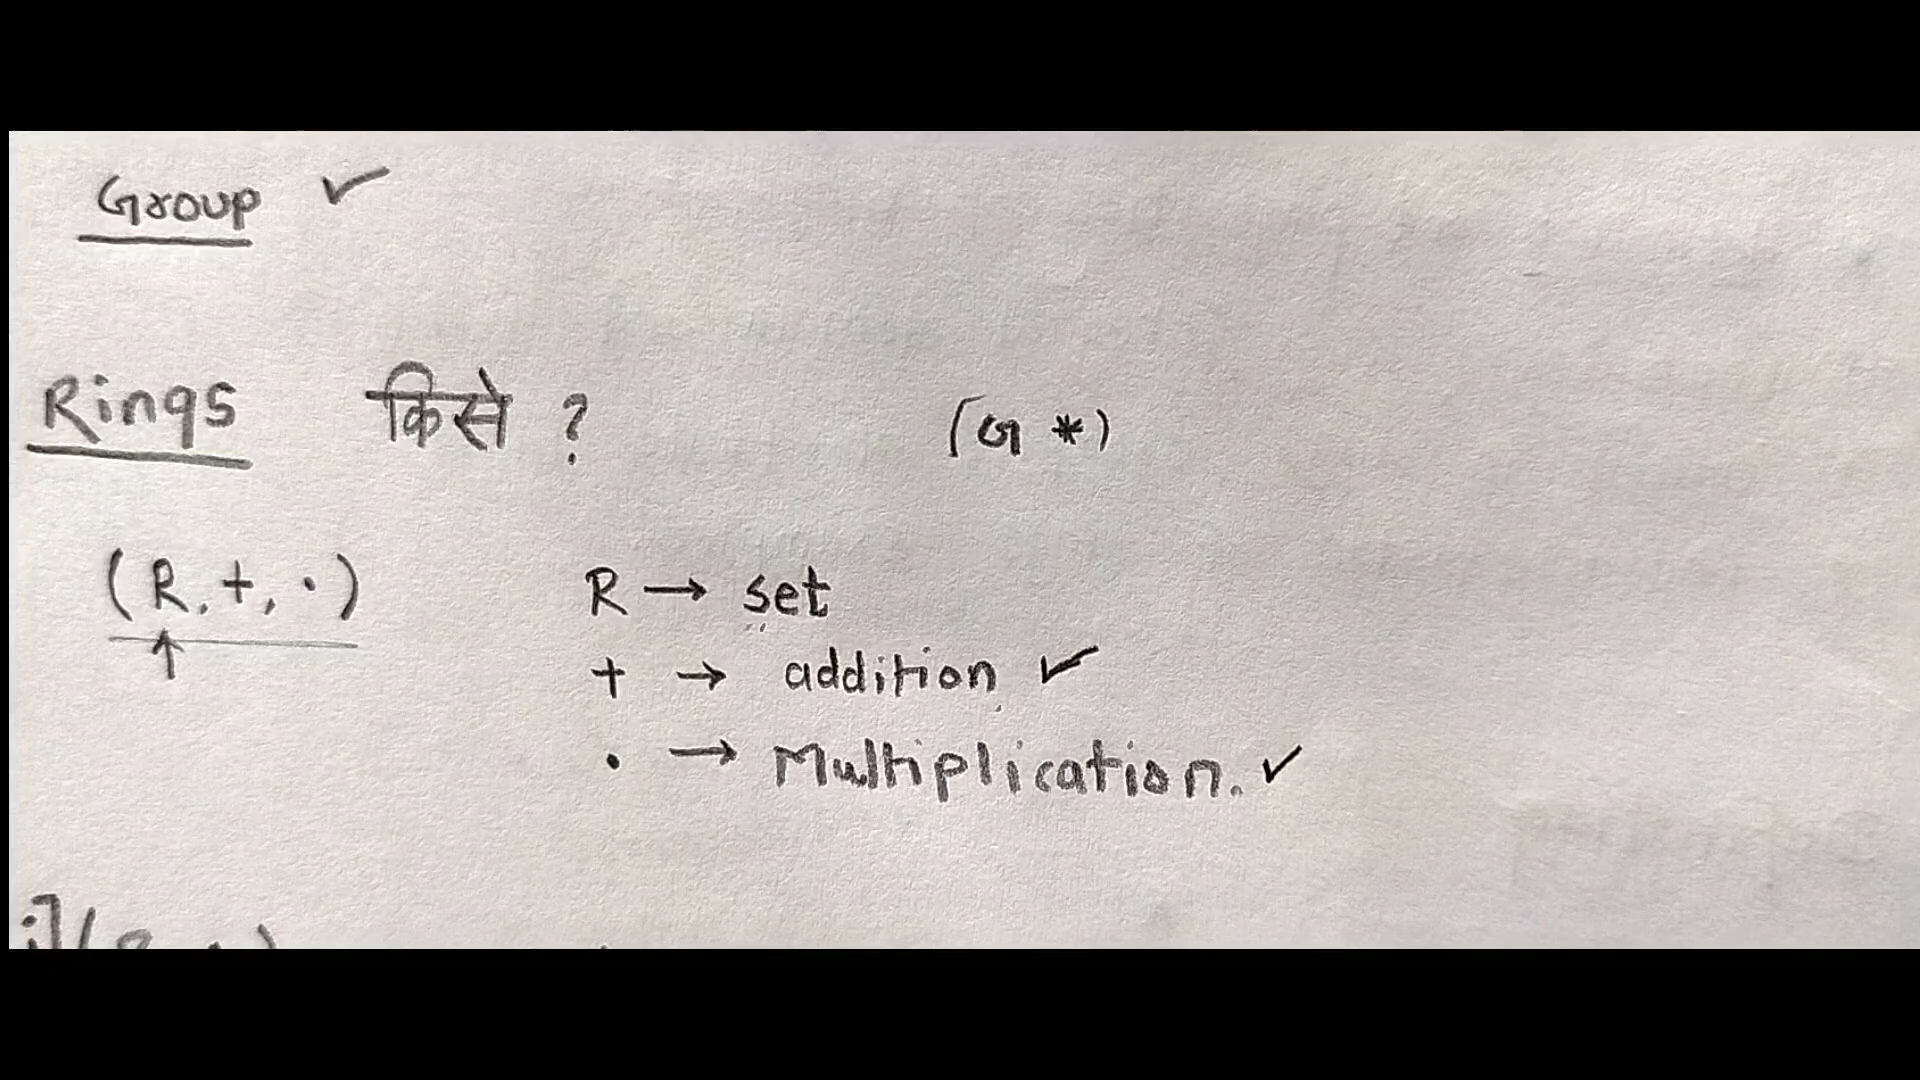 Group ✓
Rings किसे ? (G *)
(R, +, ·) R → set
↑ + → addition ✓
· → Multiplication. ✓